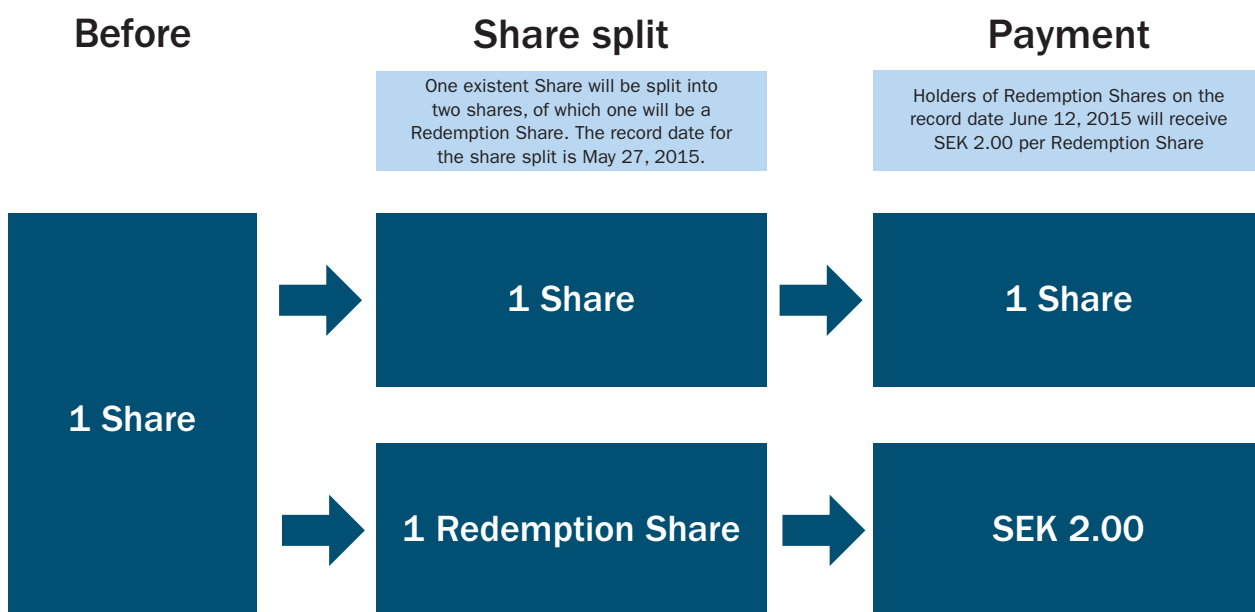 Before
Share split
Payment
One existent Share will be split into
two shares, of which one will be a
Redemption Share. The record date for
the share split is May 27, 2015.
Holders of Redemption Shares on the
record date June 12, 2015 will receive
SEK 2.00 per Redemption Share
1 Share
1 Share
1 Share
1 Redemption Share
SEK 2.00